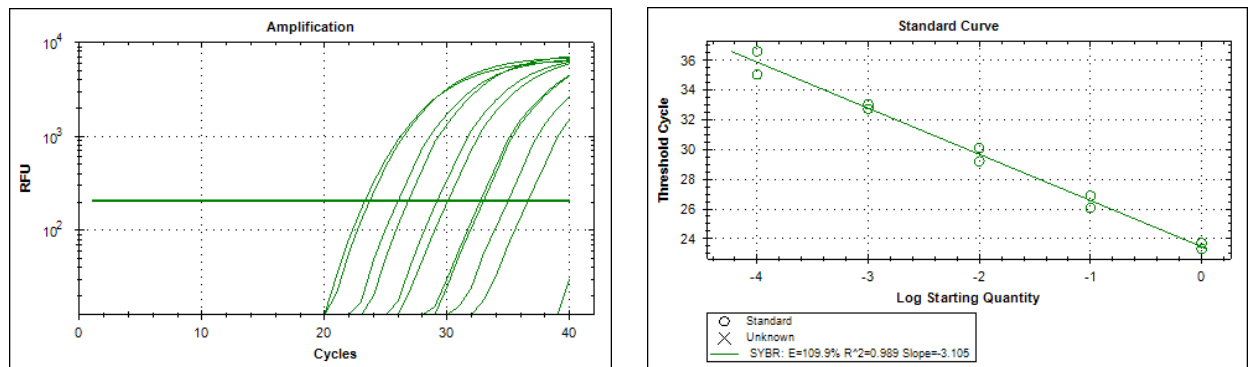 Amplification
10^4
10^3
10^2
RFU
0
10
20
30
40
Cycles
Standard Curve
36
34
32
30
28
26
24
Threshold Cycle
-4
-3
-2
-1
0
Log Starting Quantity
Standard
Unknown
SYBR: E=109.9% R^2=0.989 Slope=-3.105